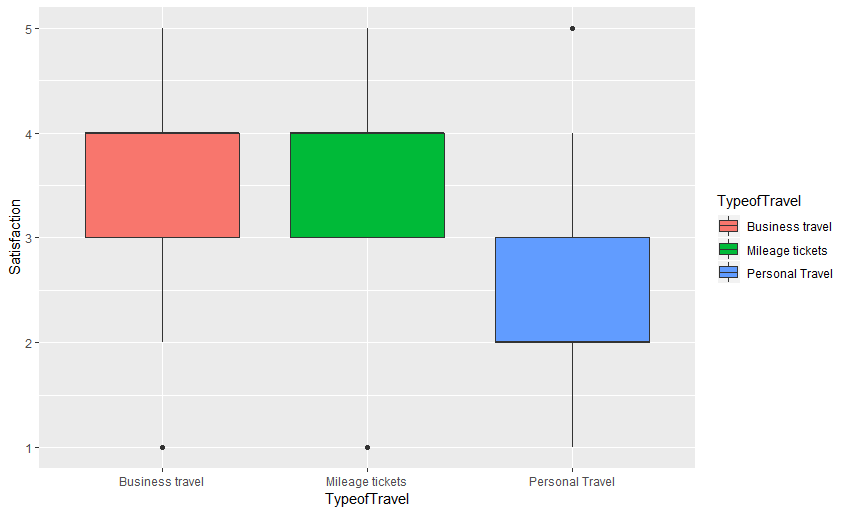 5
4
3
2
1
Satisfaction
Business travel
Mileage tickets
Personal Travel
TypeofTravel
TypeofTravel
Business travel
Mileage tickets
Personal Travel